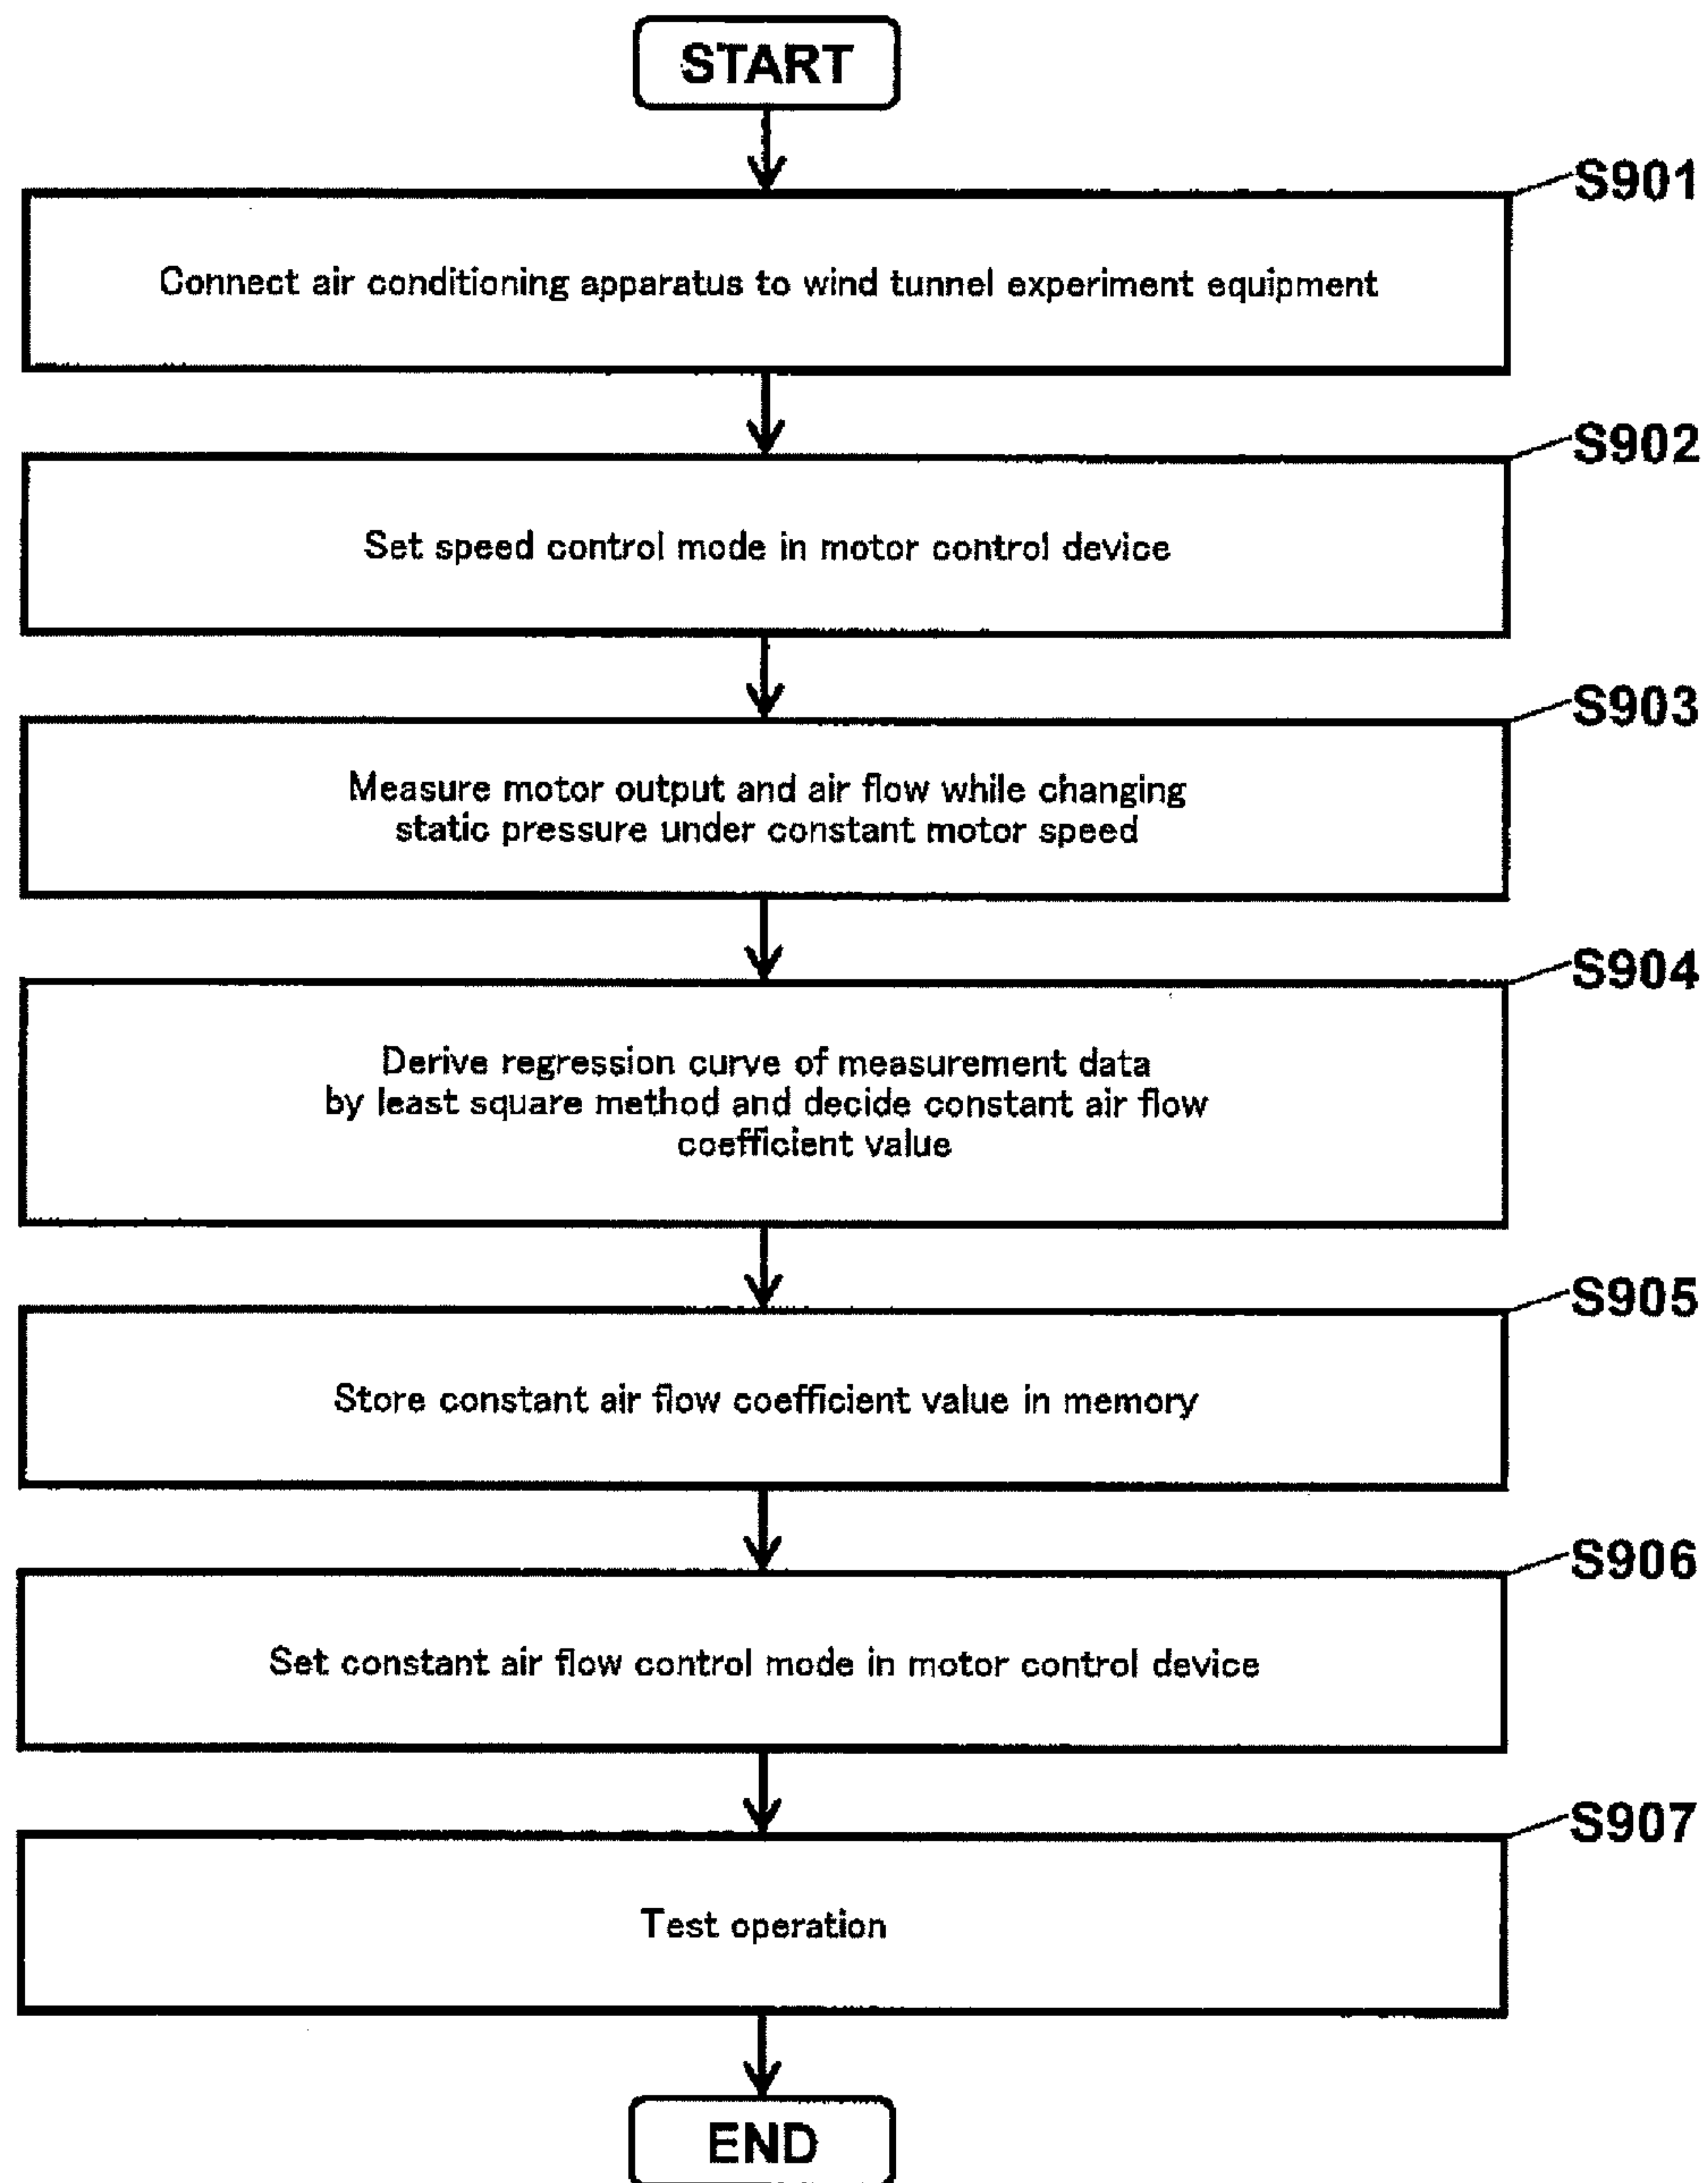 START
S901
Connect air conditioning apparatus to wind tunnel experiment equipment
S902
Set speed control mode in motor control device
S903
Measure motor output and air flow while changing
static pressure under constant motor speed
S904
Derive regression curve of measurement data
by least square method and decide constant air flow
coefficient value
S905
Store constant air flow coefficient value in memory
S906
Set constant air flow control mode in motor control device
S907
Test operation
END